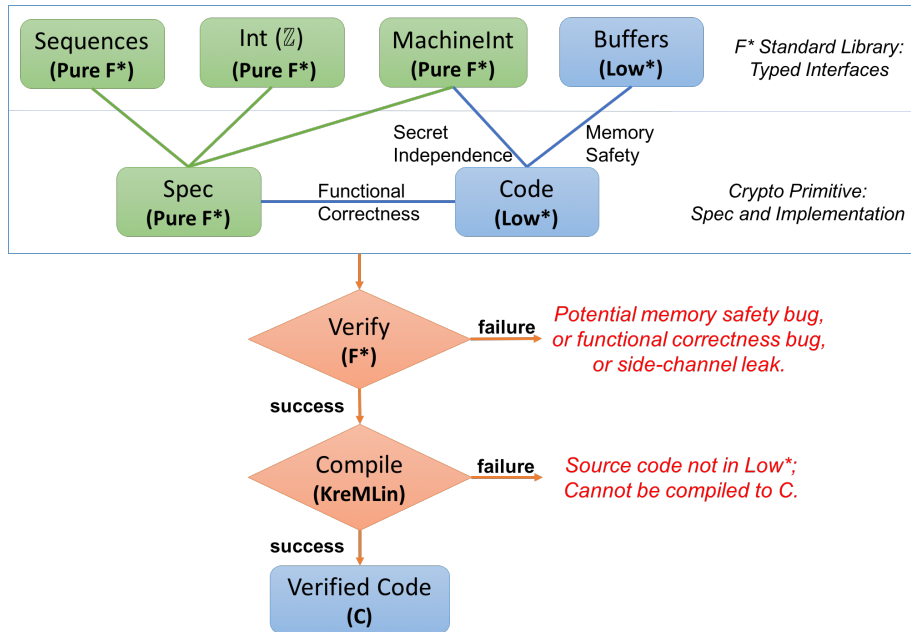 Sequences
(Pure F*)
Int (ℤ)
(Pure F*)
MachineInt
(Pure F*)
Buffers
(Low*)
F* Standard Library:
Typed Interfaces
Secret
Independence
Memory
Safety
Spec
(Pure F*)
Functional
Correctness
Code
(Low*)
Crypto Primitive:
Spec and Implementation
Verify
(F*)
failure
Potential memory safety bug,
or functional correctness bug,
or side-channel leak.
success
Compile
(KreMLin)
failure
Source code not in Low*;
Cannot be compiled to C.
success
Verified Code
(C)